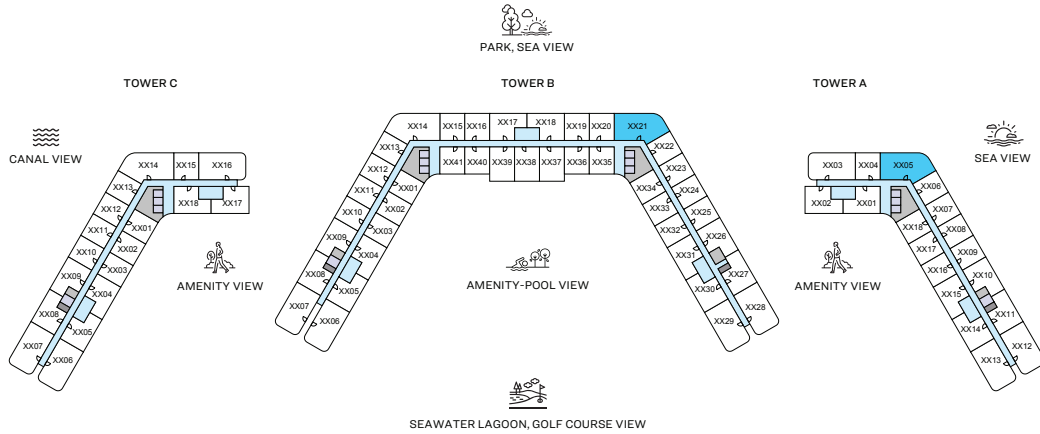 PARK, SEA VIEW
TOWER C
TOWER B
TOWER A
CANAL VIEW
SEA VIEW
XX14 XX15 XX16
XX13
XX12
XX11
XX10
XX09
XX08
XX07
XX18 XX17
XX01
XX02
XX03
XX04
XX05
XX06
AMENITY VIEW
XX14 XX15 XX16 XX17 XX18 XX19 XX20 XX21
XX13
XX12
XX11
XX10
XX09
XX08
XX07
XX41 XX40 XX39 XX38 XX37 XX36 XX35
XX01
XX02
XX03
XX04
XX05
XX06
XX22
XX23
XX24
XX25
XX26
XX27
XX28
XX34
XX33
XX32
XX31
XX30
XX29
AMENITY-POOL VIEW
XX03 XX04 XX05
XX02 XX01
XX06
XX07
XX08
XX09
XX10
XX11
XX12
XX18
XX17
XX16
XX15
XX14
XX13
AMENITY VIEW
SEAWATER LAGOON, GOLF COURSE VIEW